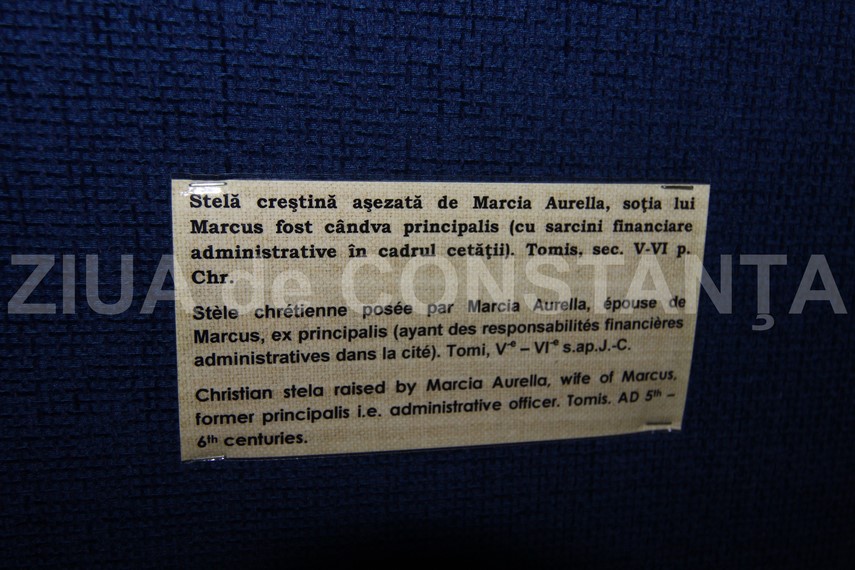 Stelă creştină aşezată de Marcia Aurella, soţia lui
Marcus fost cândva principalis (cu sarcini financiare
administrative în cadrul cetăţii). Tomis, sec. V-VI p.
Chr.
ZIUA de CONSTANŢA
Stèle chrétienne posée par Marcia Aurella, épouse de
Marcus, ex principalis (ayant des responsabilités financières
administratives dans la cité). Tomi, V-e – VI-e s.ap.J.-C.
Christian stela raised by Marcia Aurella, wife of Marcus,
former principalis i.e. administrative officer. Tomis. AD 5th –
6th centuries.